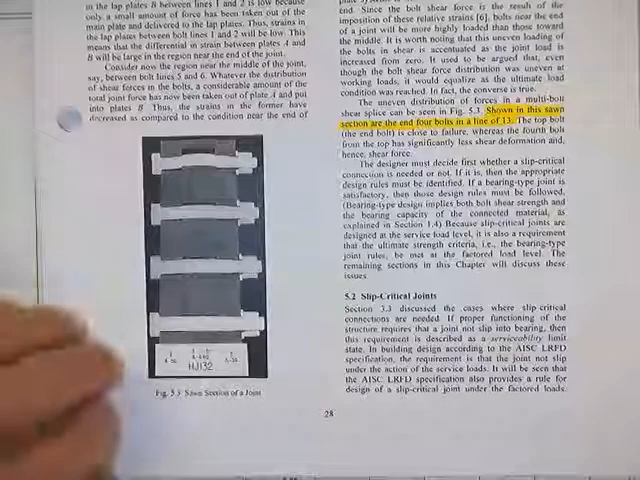 in the lap plates B between lines 1 and 2 is low because
only a small amount of force has been taken out of the
main plate and delivered to the lap plates. Thus, strains in
the lap plates between bolt lines 1 and 2 will be low. This
means that the differential in strain between plates A and
B will be large in the region near the end of the joint.
Consider now the region near the middle of the joint,
say, between bolt lines 5 and 6. Whatever the distribution
of shear forces in the bolts, a considerable amount of the
total joint force has now been taken out of plate A and put
into plates B. Thus, the strains in the former have
decreased as compared to the condition near the end of
HJ132
Fig. 5.3 Sawn Section of a Joint
end. Since the bolt shear force is the result of the
imposition of these relative strains [6], bolts near the end
of a joint will be more highly loaded than those toward
the middle. It is worth noting that this uneven loading of
the bolts in shear is accentuated as the joint load is
increased from zero. It used to be argued that, even
though the bolt shear force distribution was uneven at
working loads, it would equalize as the ultimate load
condition was reached. In fact, the converse is true.
The uneven distribution of forces in a multi-bolt
shear splice can be seen in Fig. 5.3. Shown in this sawn
section are the end four bolts in a line of 13. The top bolt
(the end bolt) is close to failure, whereas the fourth bolt
from the top has significantly less shear deformation and,
hence, shear force.
The designer must decide first whether a slip-critical
connection is needed or not. If it is, then the appropriate
design rules must be identified. If a bearing-type joint is
satisfactory, then those design rules must be followed.
(Bearing-type design implies both bolt shear strength and
the bearing capacity of the connected material, as
explained in Section 1.4) Because slip-critical joints are
designed at the service load level, it is also a requirement
that the ultimate strength criteria, i.e., the bearing-type
joint rules, be met at the factored load level. The
remaining sections in this Chapter will discuss these
issues.
5.2 Slip-Critical Joints
Section 3.3 discussed the cases where slip-critical
connections are needed. If proper functioning of the
structure requires that a joint not slip into bearing, then
this requirement is described as a serviceability limit
state. In building design according to the AISC LRFD
specification, the requirement is that the joint not slip
under the action of the service loads. It will be seen that
the AISC LRFD specification also provides a rule for
design of a slip-critical joint under the factored loads.
28